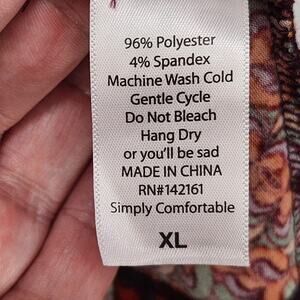 96% Polyester
4% Spandex
Machine Wash Cold
Gentle Cycle
Do Not Bleach
Hang Dry
or you'll be sad
MADE IN CHINA
RN#142161
Simply Comfortable
XL